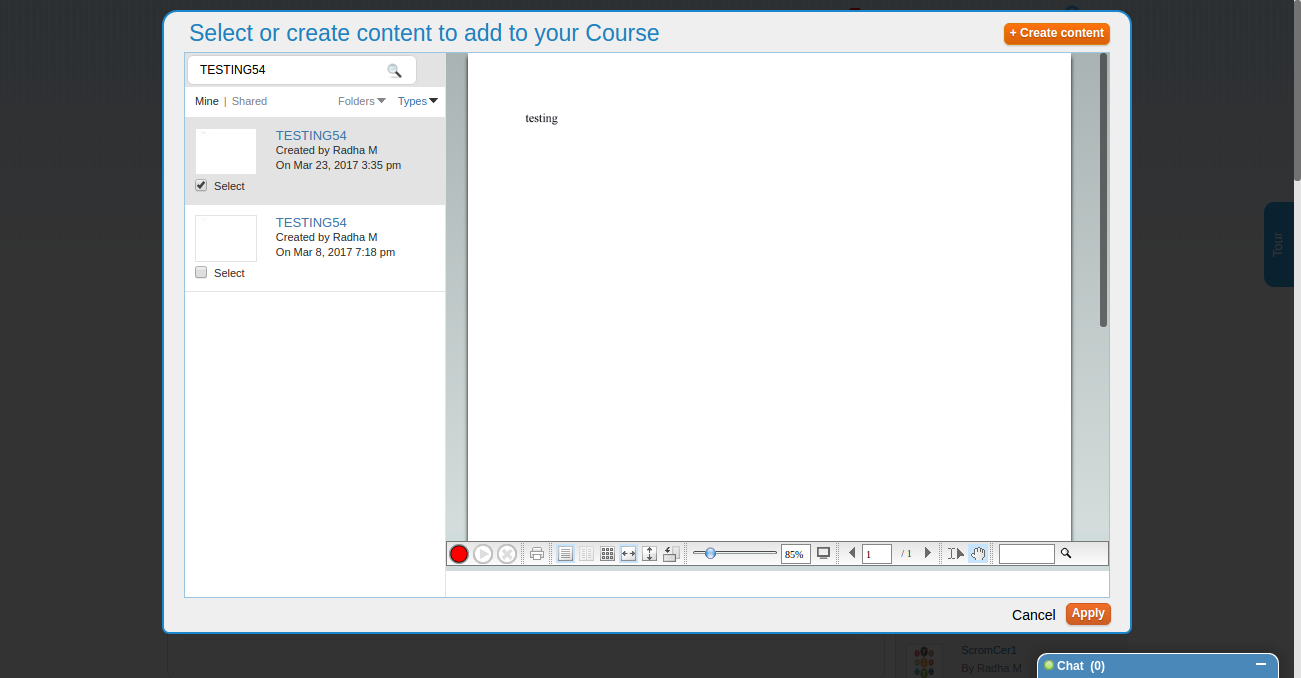 Select or create content to add to your Course
+ Create content
TESTING54
Mine | Shared
Folders
Types
TESTING54
Created by Radha M
On Mar 23, 2017 3:35 pm
Select
TESTING54
Created by Radha M
On Mar 8, 2017 7:18 pm
Select
testing
85%
1
/ 1
Cancel
Apply
Tour
ScromCer1
By Radha M
Chat (0)